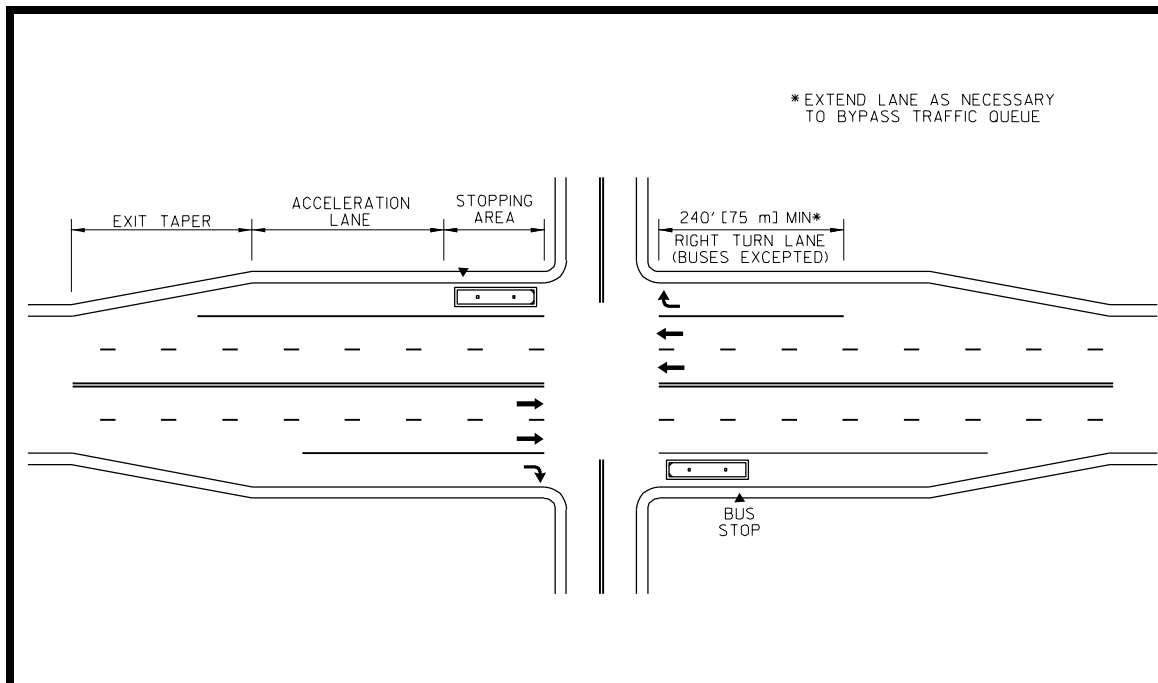 * EXTEND LANE AS NECESSARY
TO BYPASS TRAFFIC QUEUE
EXIT TAPER
ACCELERATION
LANE
STOPPING
AREA
240' [75 m] MIN*
RIGHT TURN LANE
(BUSES EXCEPTED)
BUS
STOP